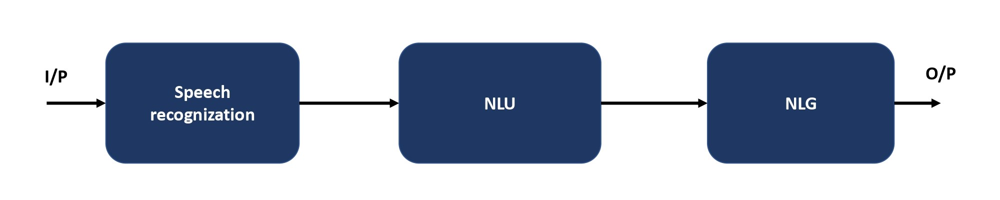 I/P
Speech
recognization
NLU
NLG
O/P